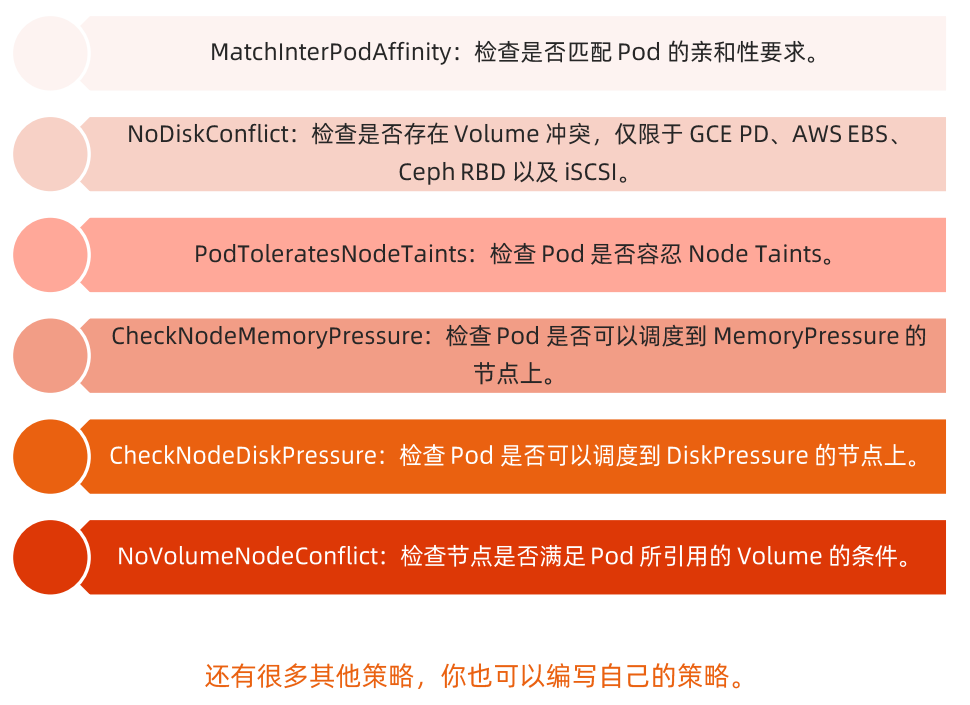 MatchInterPodAffinity：检查是否匹配 Pod 的亲和性要求。
NoDiskConflict：检查是否存在 Volume 冲突，仅限于 GCE PD、AWS EBS、
Ceph RBD 以及 iSCSI。
PodToleratesNodeTaints：检查 Pod 是否容忍 Node Taints。
CheckNodeMemoryPressure：检查 Pod 是否可以调度到 MemoryPressure 的
节点上。
CheckNodeDiskPressure：检查 Pod 是否可以调度到 DiskPressure 的节点上。
NoVolumeNodeConflict：检查节点是否满足 Pod 所引用的 Volume 的条件。
还有很多其他策略，你也可以编写自己的策略。